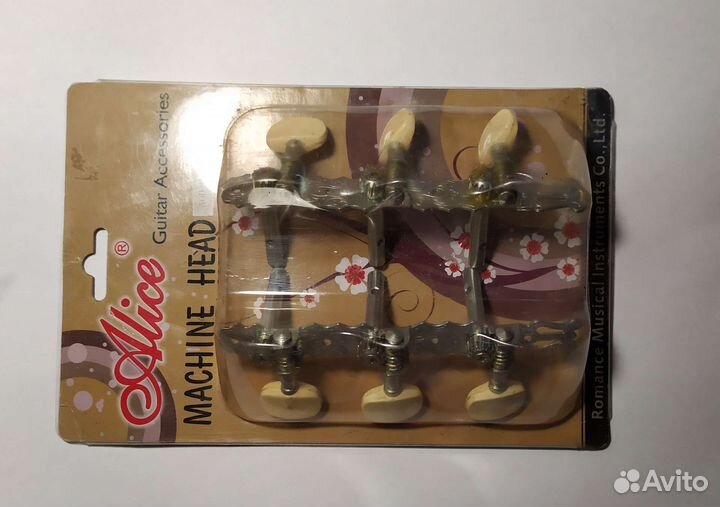 Alice®
Guitar Accessories
MACHINE HEAD
Romance Musical Instruments Co.,Ltd.
Avito